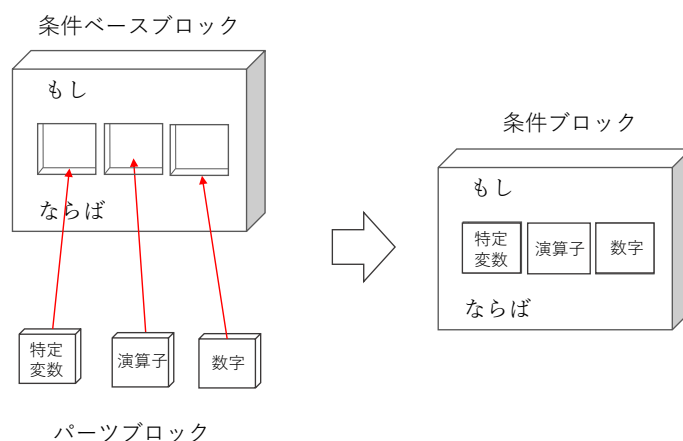 条件ベースブロック
もし
ならば
特定
変数
演算子
数字
パーツブロック
条件ブロック
もし
特定
変数
演算子
数字
ならば